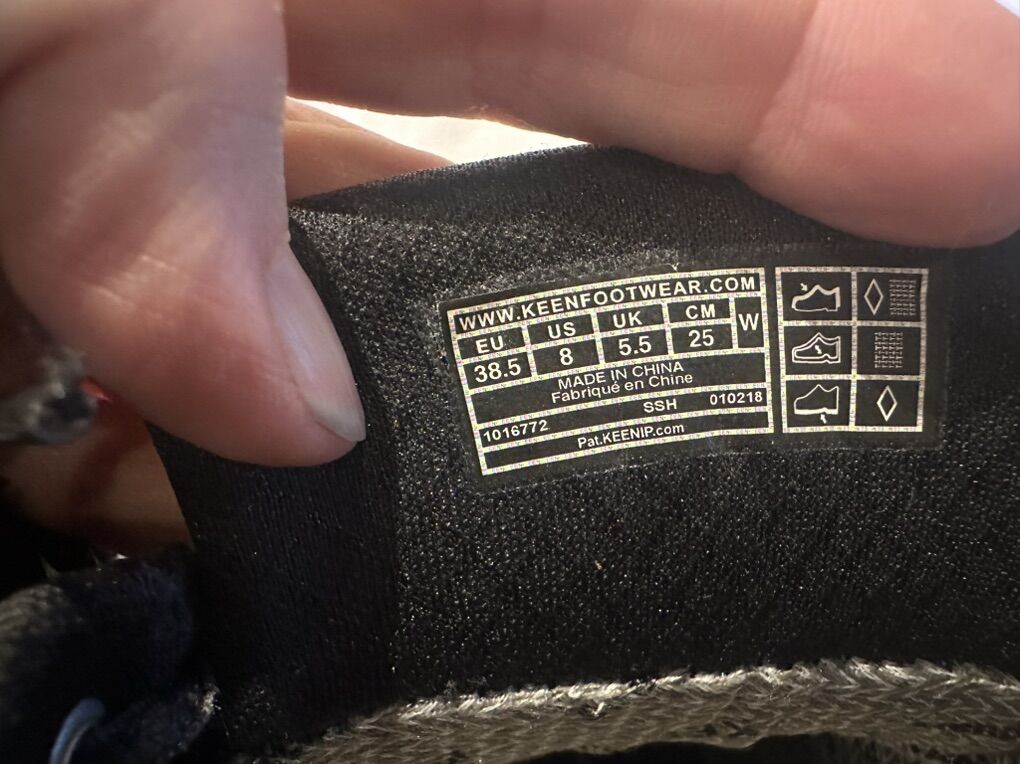 WWW.KEENFOOTWEAR.COM
EU US UK CM W
38.5 8 5.5 25
MADE IN CHINA
Fabriqué en Chine
1016772 SSH 010218
Pat.KEENIP.com